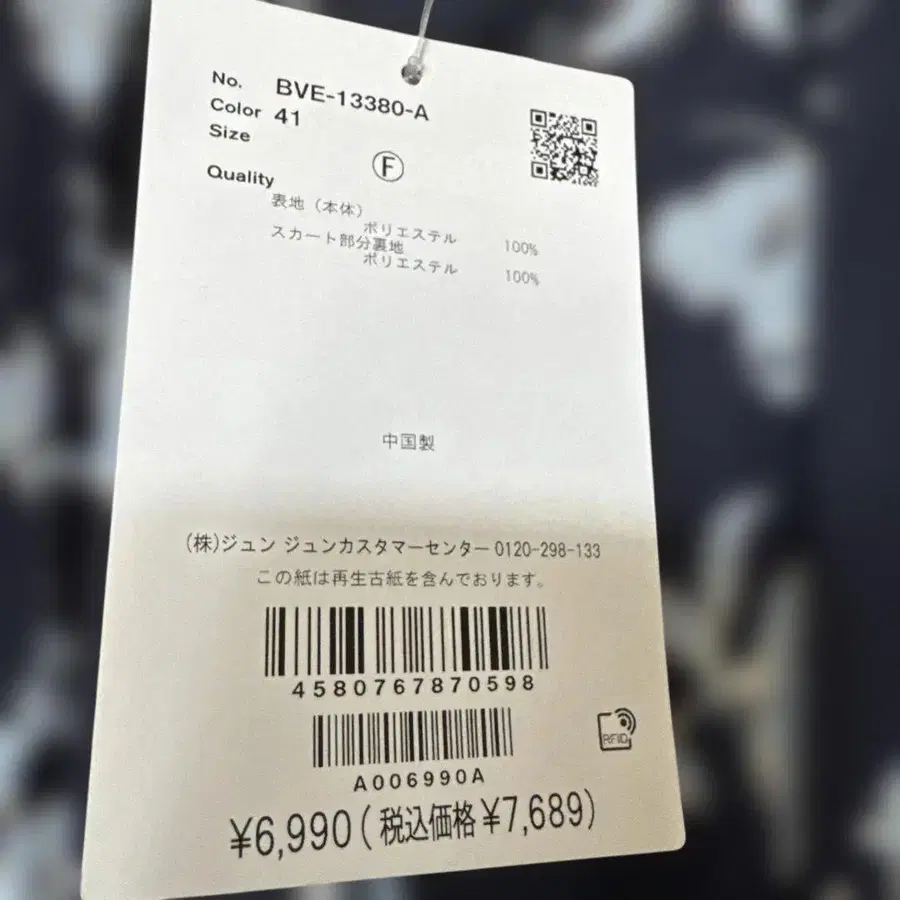 No. BVE-13380-A
Color 41
Size
F
Quality
表地（本体）
ポリエステル 100%
スカート部分裏地
ポリエステル 100%
中国製
(株)ジュン ジュンカスタマーセンター 0120-298-133
この紙は再生古紙を含んでおります。
4580767870598
A006990A
RFID
¥6,990(税込価格¥7,689)